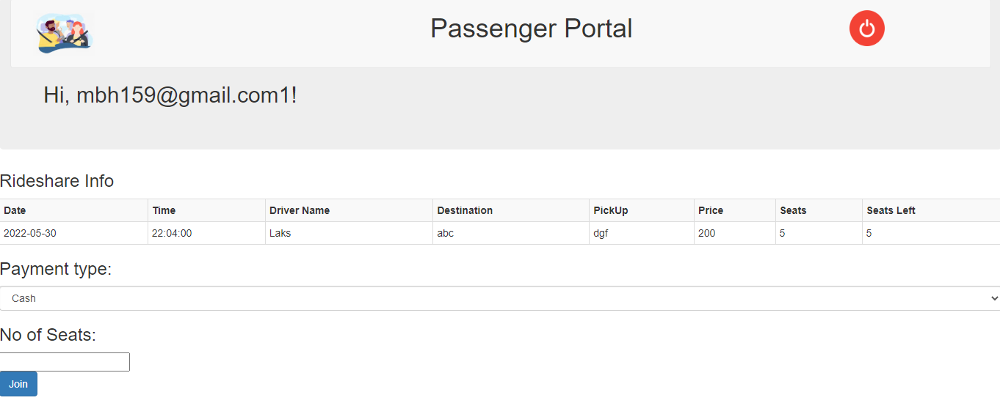 Passenger Portal
Hi, mbh159@gmail.com1!
Rideshare Info
Date Time Driver Name Destination PickUp Price Seats Seats Left
2022-05-30 22:04:00 Laks abc dgf 200 5 5
Payment type:
Cash
No of Seats:
Join